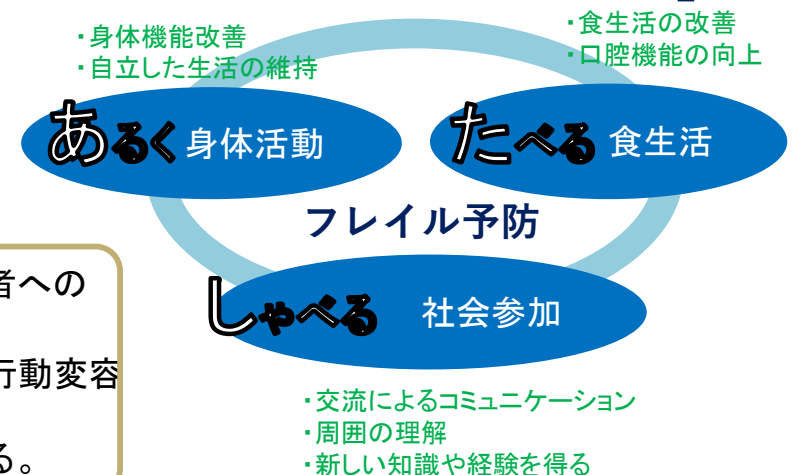 ・身体機能改善
・自立した生活の維持
・食生活の改善
・口腔機能の向上
あるく 身体活動
たべる 食生活
フレイル予防
しゃべる 社会参加
者への
行動変容
る。
・交流によるコミュニケーション
・周囲の理解
・新しい知識や経験を得る